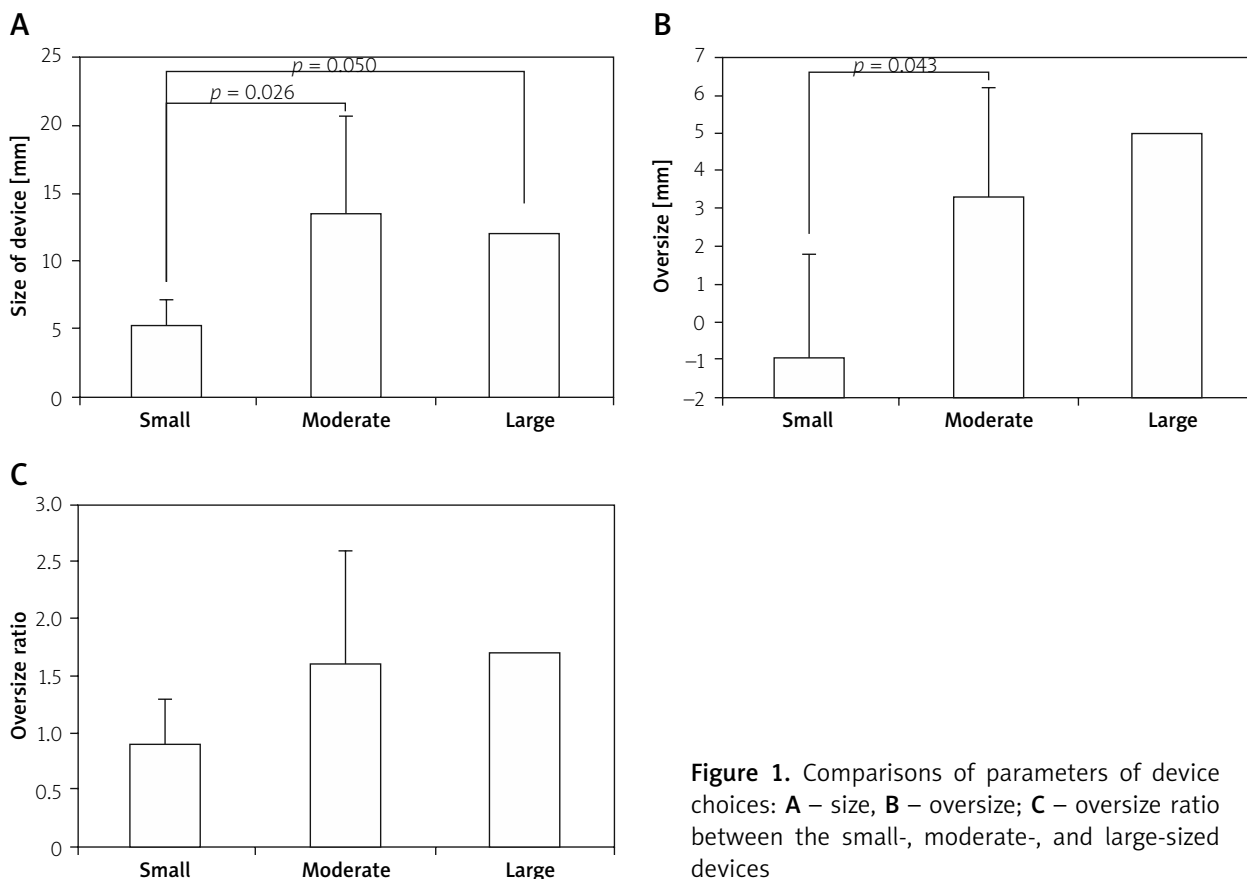 A
25
20
15
10
5
0
Size of device [mm]
p = 0.050
p = 0.026
Small Moderate Large
B
7
6
5
4
3
2
1
0
–1
–2
Oversize [mm]
p = 0.043
Small Moderate Large
C
3.0
2.5
2.0
1.5
1.0
0.5
0
Oversize ratio
Small Moderate Large
Figure 1. Comparisons of parameters of device
choices: A – size, B – oversize; C – oversize ratio
between the small-, moderate-, and large-sized
devices